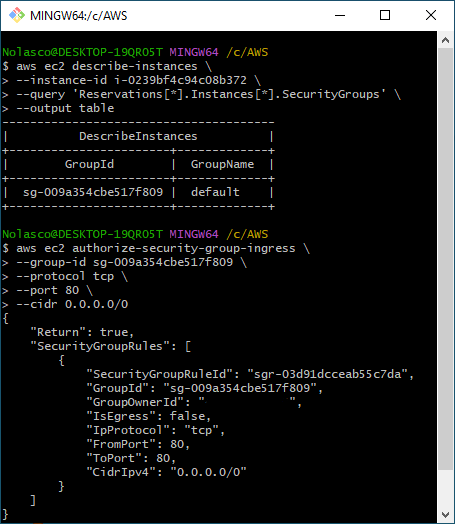 MINGW64:/c/AWS
Nolasco@DESKTOP-19QRO5T MINGW64 /c/AWS
$ aws ec2 describe-instances \
> --instance-id i-0239bf4c94c08b372 \
> --query 'Reservations[*].Instances[*].SecurityGroups' \
> --output table
--------------------------------------
|          DescribeInstances         |
+-----------------------+------------+
|        GroupId        |  GroupName |
+-----------------------+------------+
|  sg-009a354cbe517f809 |  default   |
+-----------------------+------------+
Nolasco@DESKTOP-19QRO5T MINGW64 /c/AWS
$ aws ec2 authorize-security-group-ingress \
> --group-id sg-009a354cbe517f809 \
> --protocol tcp \
> --port 80 \
> --cidr 0.0.0.0/0
{
    "Return": true,
    "SecurityGroupRules": [
        {
            "SecurityGroupRuleId": "sgr-03d91dcceab55c7da",
            "GroupId": "sg-009a354cbe517f809",
            "GroupOwnerId": "            ",
            "IsEgress": false,
            "IpProtocol": "tcp",
            "FromPort": 80,
            "ToPort": 80,
            "CidrIpv4": "0.0.0.0/0"
        }
    ]
}